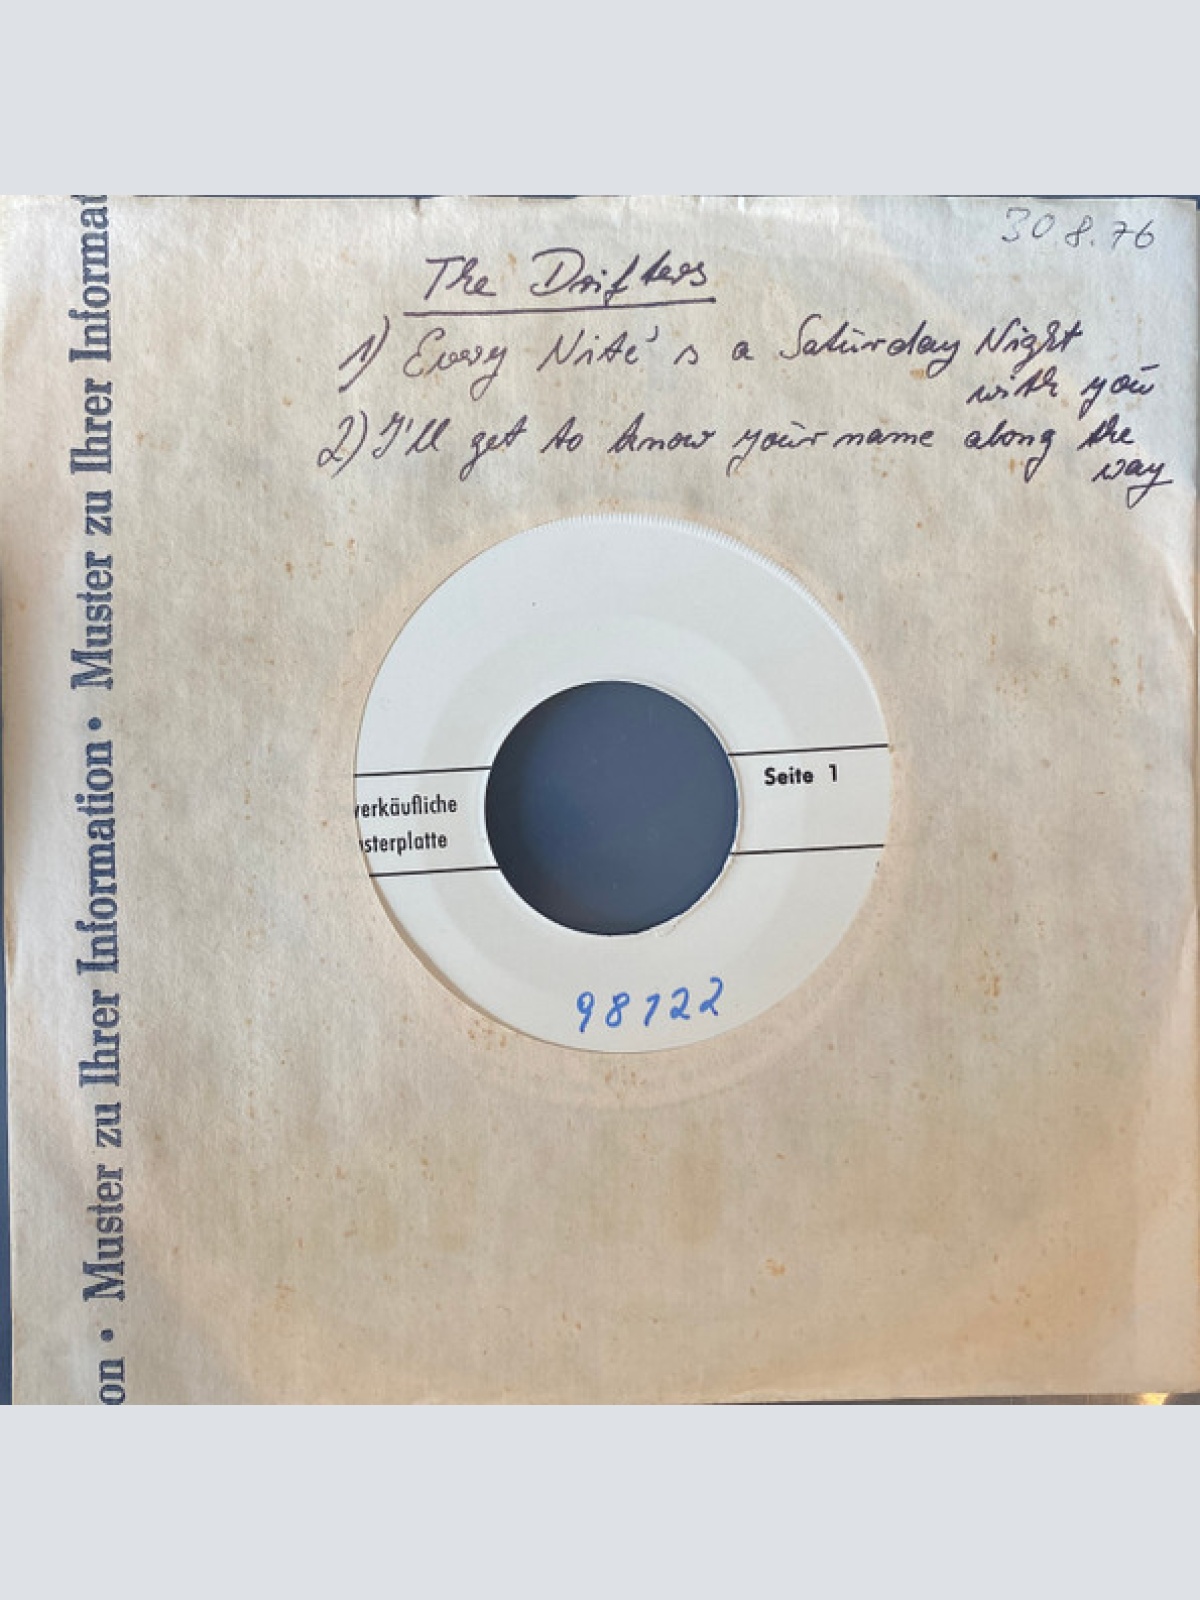 30.8.76
The Drifters
1) Every Nite's a Saturday Night
with you
2) I'll get to know your name along the
way
Seite 1
verkäufliche
sterplatte
98122
on • Muster zu Ihrer Information • Muster zu Ihrer Informat